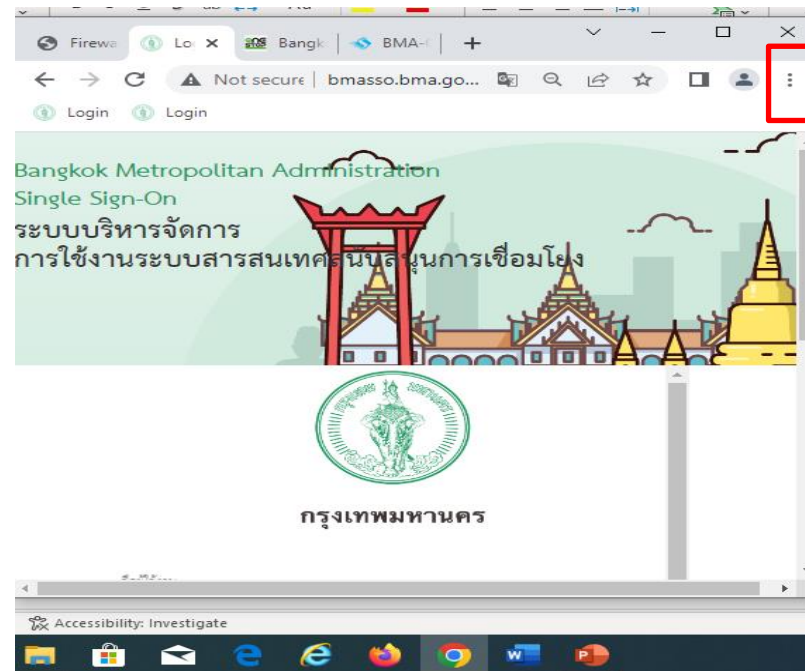 Firewa
Lo
Bangk
BMA-
Not secure
bmasso.bma.go...
Login
Login
Bangkok Metropolitan Administration
Single Sign-On
ระบบบริหารจัดการ
การใช้งานระบบสารสนเทศสนับสนุนการเชื่อมโยง
กรุงเทพมหานคร
Accessibility: Investigate